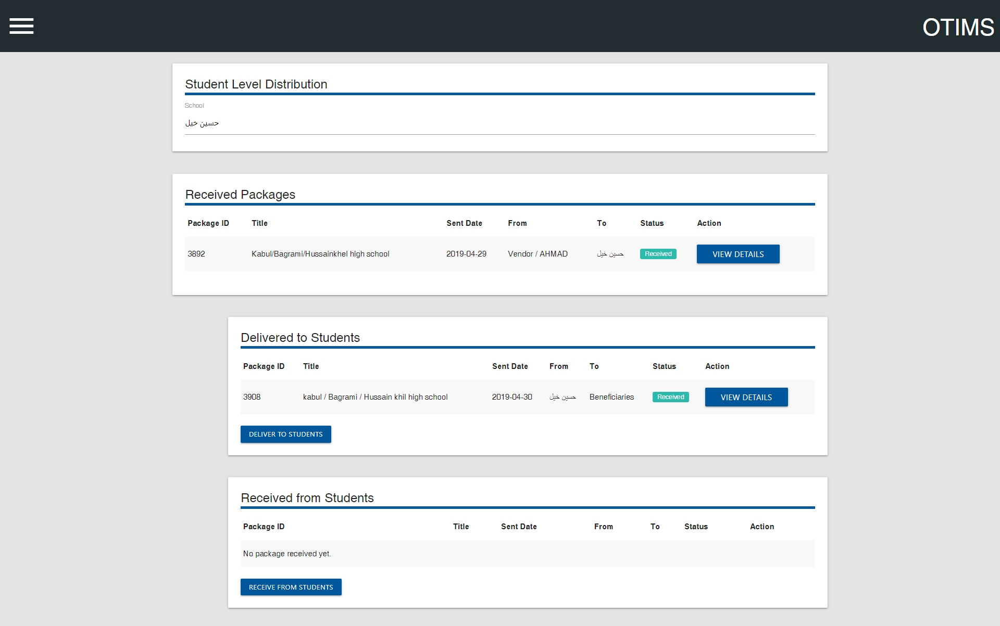 OTIMS
Student Level Distribution
School
حسین خیل
Received Packages
Package ID Title Sent Date From To Status Action
3892 Kabul/Bagrami/Hussainkhel high school 2019-04-29 Vendor / AHMAD حسین خیل Received VIEW DETAILS
Delivered to Students
Package ID Title Sent Date From To Status Action
3908 kabul / Bagrami / Hussain khil high school 2019-04-30 حسین خیل Beneficiaries Received VIEW DETAILS
DELIVER TO STUDENTS
Received from Students
Package ID Title Sent Date From To Status Action
No package received yet.
RECEIVE FROM STUDENTS